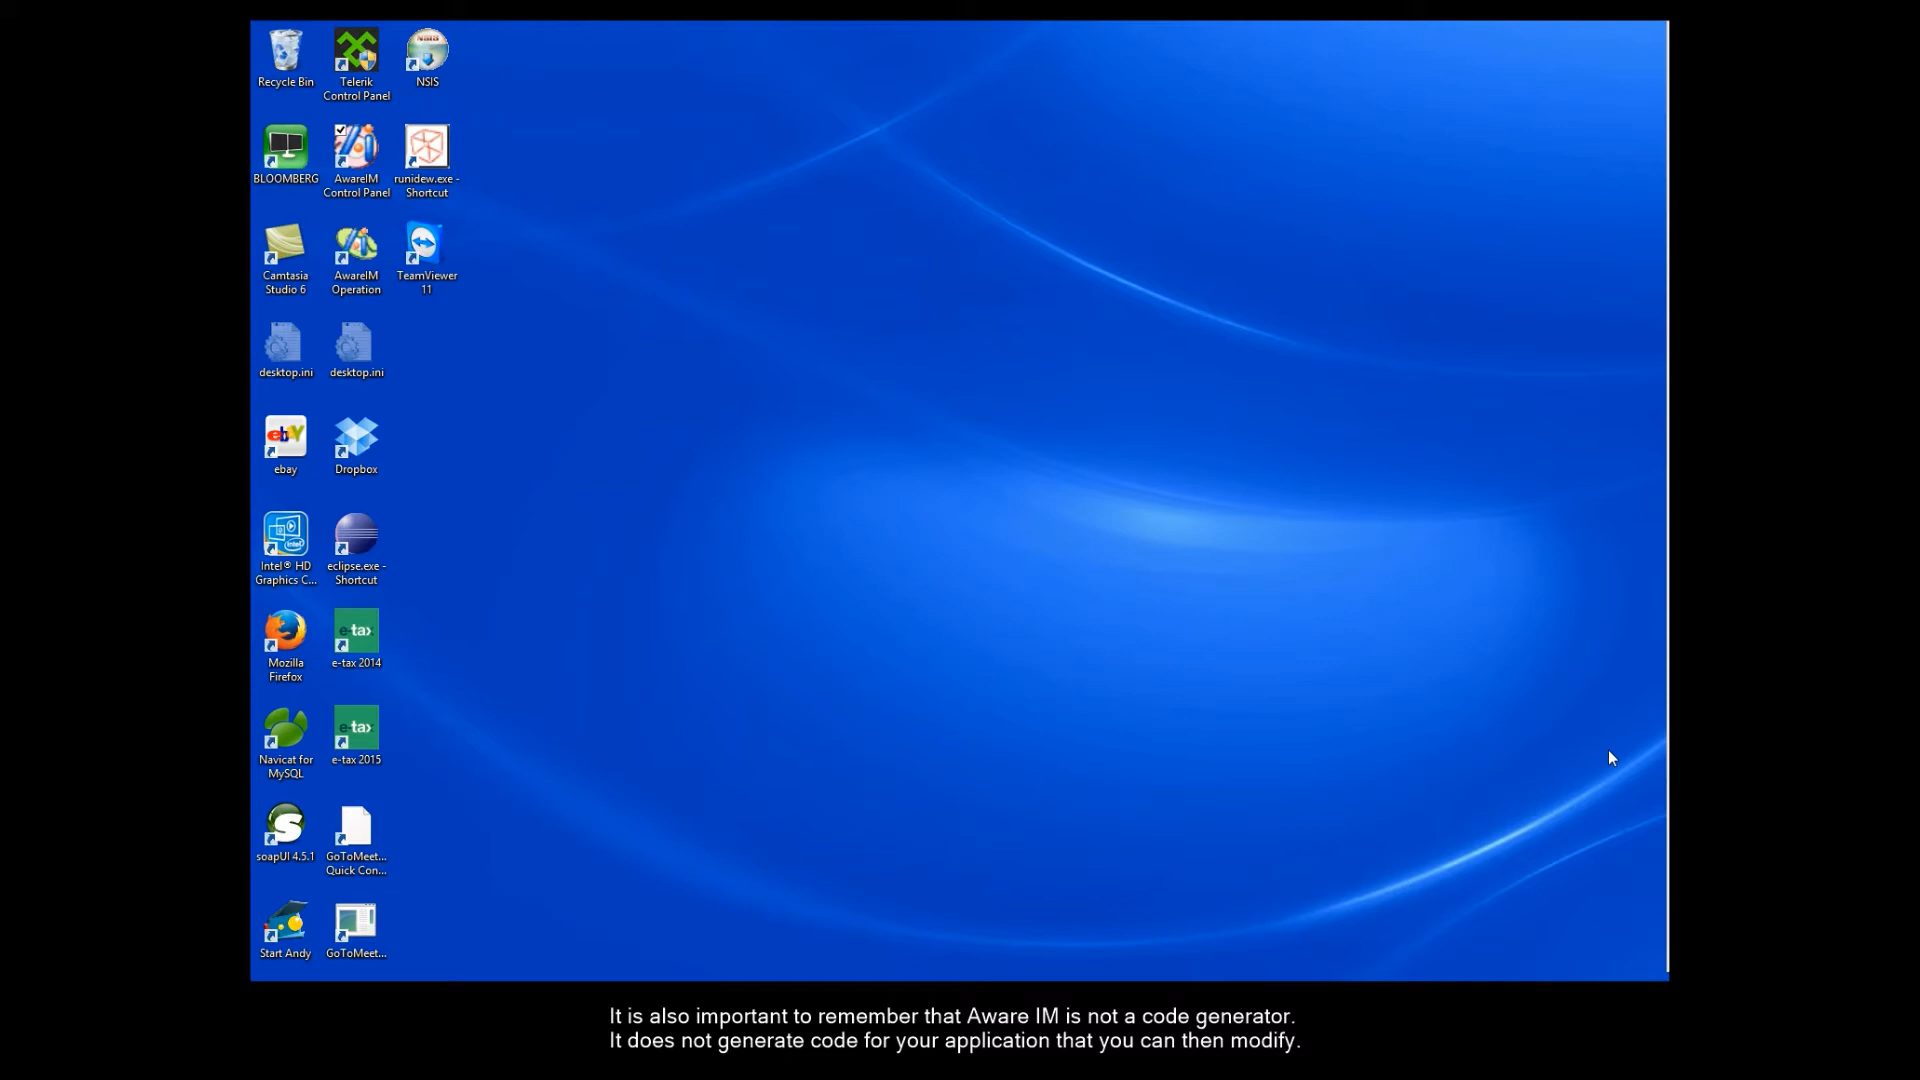 Recycle Bin
Telerik
Control Panel
NSIS
BLOOMBERG
AwareIM
Control Panel
runidew.exe -
Shortcut
Camtasia
Studio 6
AwareIM
Operation
TeamViewer
11
desktop.ini
desktop.ini
ebay
ebay
Dropbox
intel
Intel® HD
Graphics C...
eclipse.exe -
Shortcut
Mozilla
Firefox
e-tax
e-tax 2014
Navicat for
MySQL
e-tax
e-tax 2015
S
soapUI 4.5.1
GoToMeet...
Quick Con...
Start Andy
GoToMeet...
It is also important to remember that Aware IM is not a code generator.
It does not generate code for your application that you can then modify.